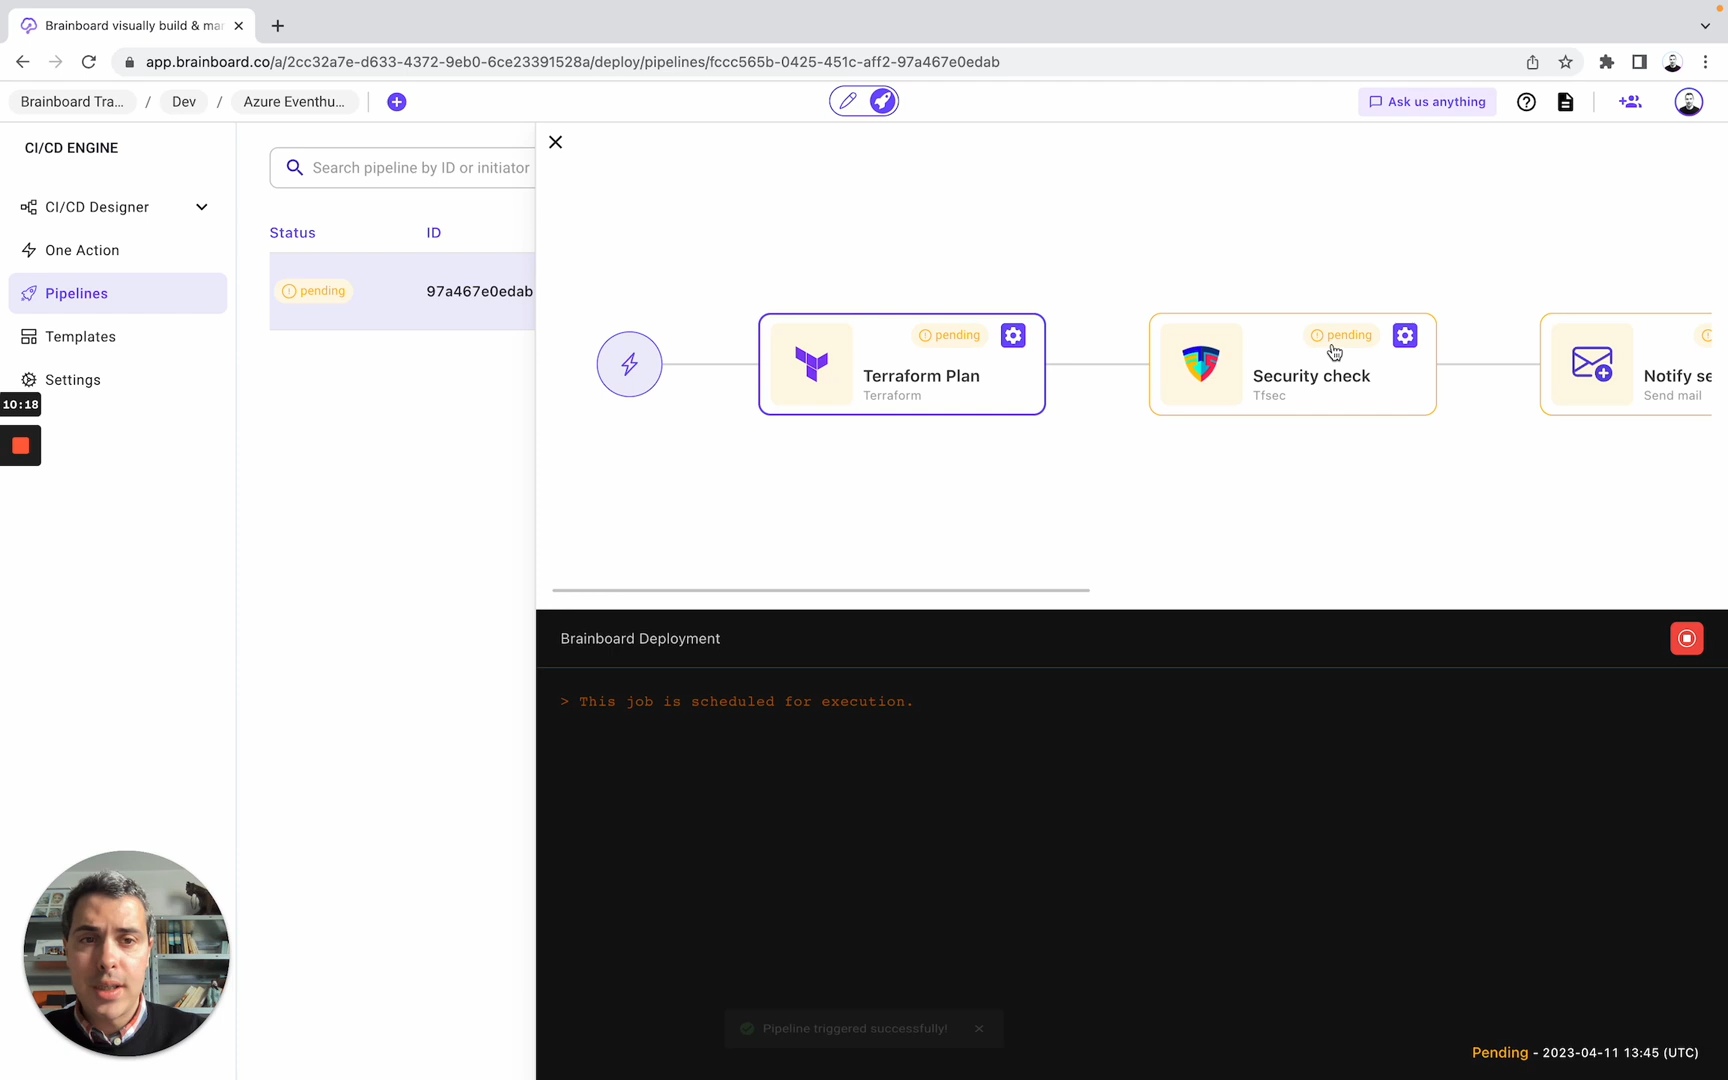 Brainboard visually build & mar
app.brainboard.co/a/2cc32a7e-d633-4372-9eb0-6ce23391528a/deploy/pipelines/fccc565b-0425-451c-aff2-97a467e0edab
Brainboard Tra... / Dev / Azure Eventhu...
Ask us anything
CI/CD ENGINE
CI/CD Designer
One Action
Pipelines
Templates
Settings
10:18
Search pipeline by ID or initiator
Status ID
pending 97a467e0edab
pending
Terraform Plan
Terraform
pending
Security check
Tfsec
Notify se
Send mail
Brainboard Deployment
> This job is scheduled for execution.
Pipeline triggered successfully!
Pending - 2023-04-11 13:45 (UTC)